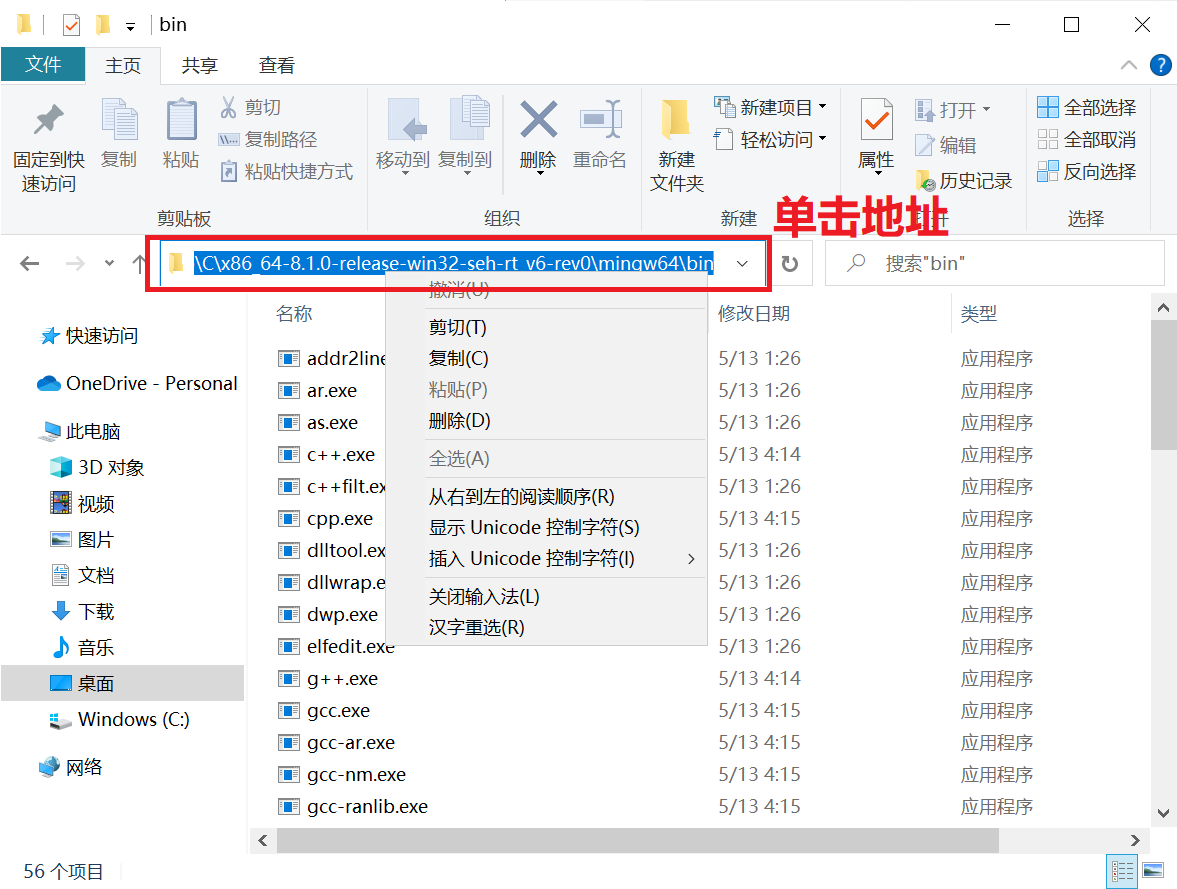 bin
文件 主页 共享 查看
固定到快速访问
复制
粘贴
剪切
复制路径
粘贴快捷方式
剪贴板
移动到
复制到
删除
重命名
组织
新建文件夹
新建项目
轻松访问
新建
属性
打开
编辑
历史记录
打开
全部选择
全部取消
反向选择
选择
单击地址
\C\x86_64-8.1.0-release-win32-seh-rt_v6-rev0\mingw64\bin
搜索"bin"
快速访问
OneDrive - Personal
此电脑
3D 对象
视频
图片
文档
下载
音乐
桌面
Windows (C:)
网络
名称 修改日期 类型
addr2line 5/13 1:26 应用程序
ar.exe 5/13 1:26 应用程序
as.exe 5/13 1:26 应用程序
c++.exe 5/13 4:14 应用程序
c++filt.ex 5/13 1:26 应用程序
cpp.exe 5/13 4:15 应用程序
dlltool.ex 5/13 1:26 应用程序
dllwrap.e 5/13 1:26 应用程序
dwp.exe 5/13 1:26 应用程序
elfedit.exe 5/13 1:26 应用程序
g++.exe 5/13 4:14 应用程序
gcc.exe 5/13 4:15 应用程序
gcc-ar.exe 5/13 4:15 应用程序
gcc-nm.exe 5/13 4:15 应用程序
gcc-ranlib.exe 5/13 4:15 应用程序
撤消(U)
剪切(T)
复制(C)
粘贴(P)
删除(D)
全选(A)
从右到左的阅读顺序(R)
显示 Unicode 控制字符(S)
插入 Unicode 控制字符(I)
关闭输入法(L)
汉字重选(R)
56 个项目